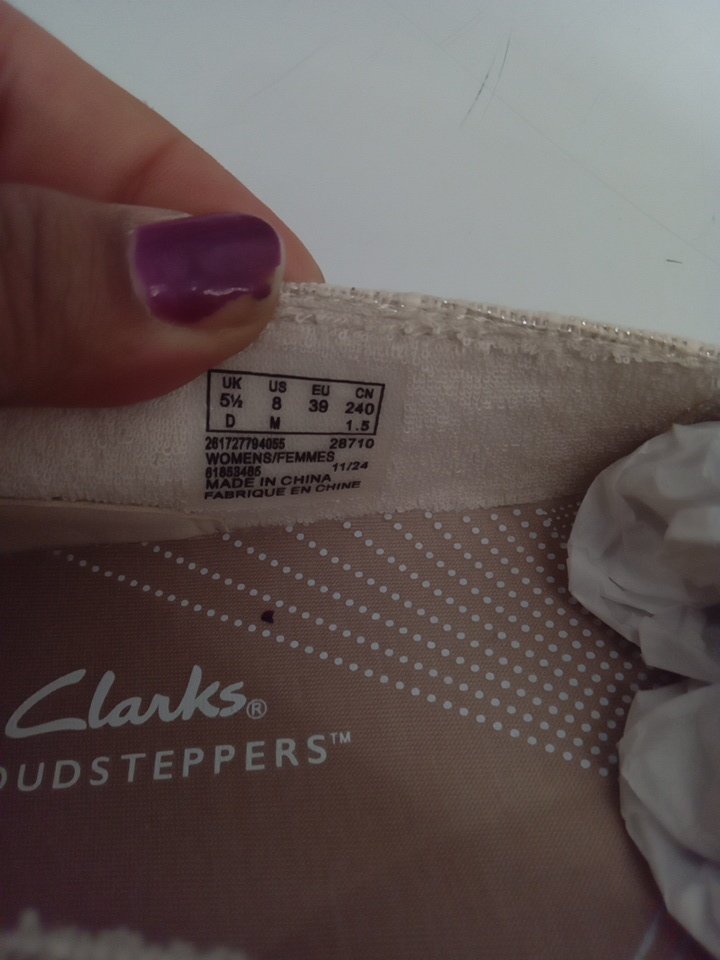 UK US EU CN
5½ 8 39 240
D M 1.5
261727794055 28710
WOMENS/FEMMES
61883485 11/24
MADE IN CHINA
FABRIQUE EN CHINE
Clarks®
OUDSTEPPERS™